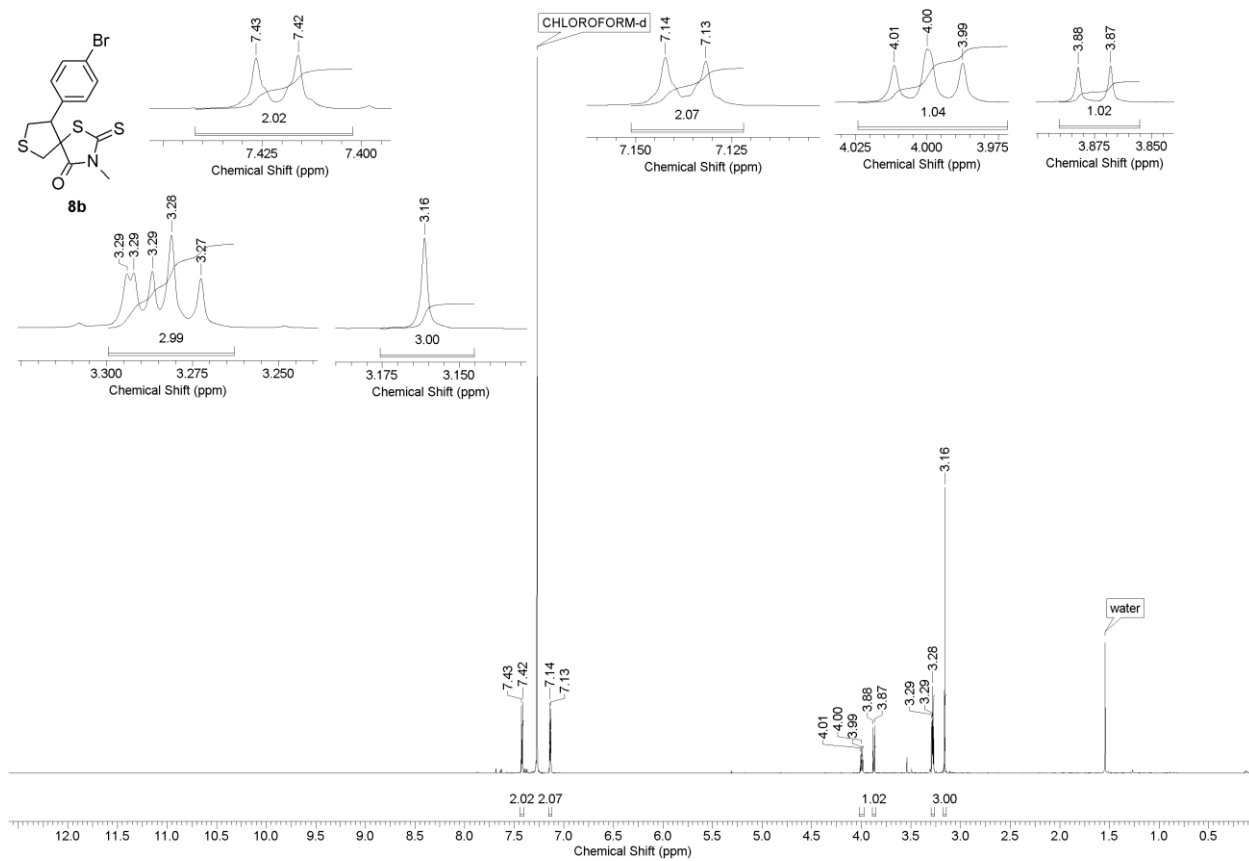 Br
S
S
S
N
O
8b
7.43
7.42
2.02
7.425
7.400
Chemical Shift (ppm)
CHLOROFORM-d
7.14
7.13
2.07
7.150
7.125
Chemical Shift (ppm)
4.01
4.00
3.99
1.04
4.025
4.000
3.975
Chemical Shift (ppm)
3.88
3.87
1.02
3.875
3.850
Chemical Shift (ppm)
3.29
3.29
3.29
3.28
3.27
2.99
3.300
3.275
3.250
Chemical Shift (ppm)
3.16
3.00
3.175
3.150
Chemical Shift (ppm)
7.43
7.42
7.14
7.13
4.01
4.00
3.99
3.88
3.87
3.29
3.29
3.28
3.16
water
2.02 2.07 1.02 3.00
12.0 11.5 11.0 10.5 10.0 9.5 9.0 8.5 8.0 7.5 7.0 6.5 6.0 5.5 5.0 4.5 4.0 3.5 3.0 2.5 2.0 1.5 1.0 0.5
Chemical Shift (ppm)